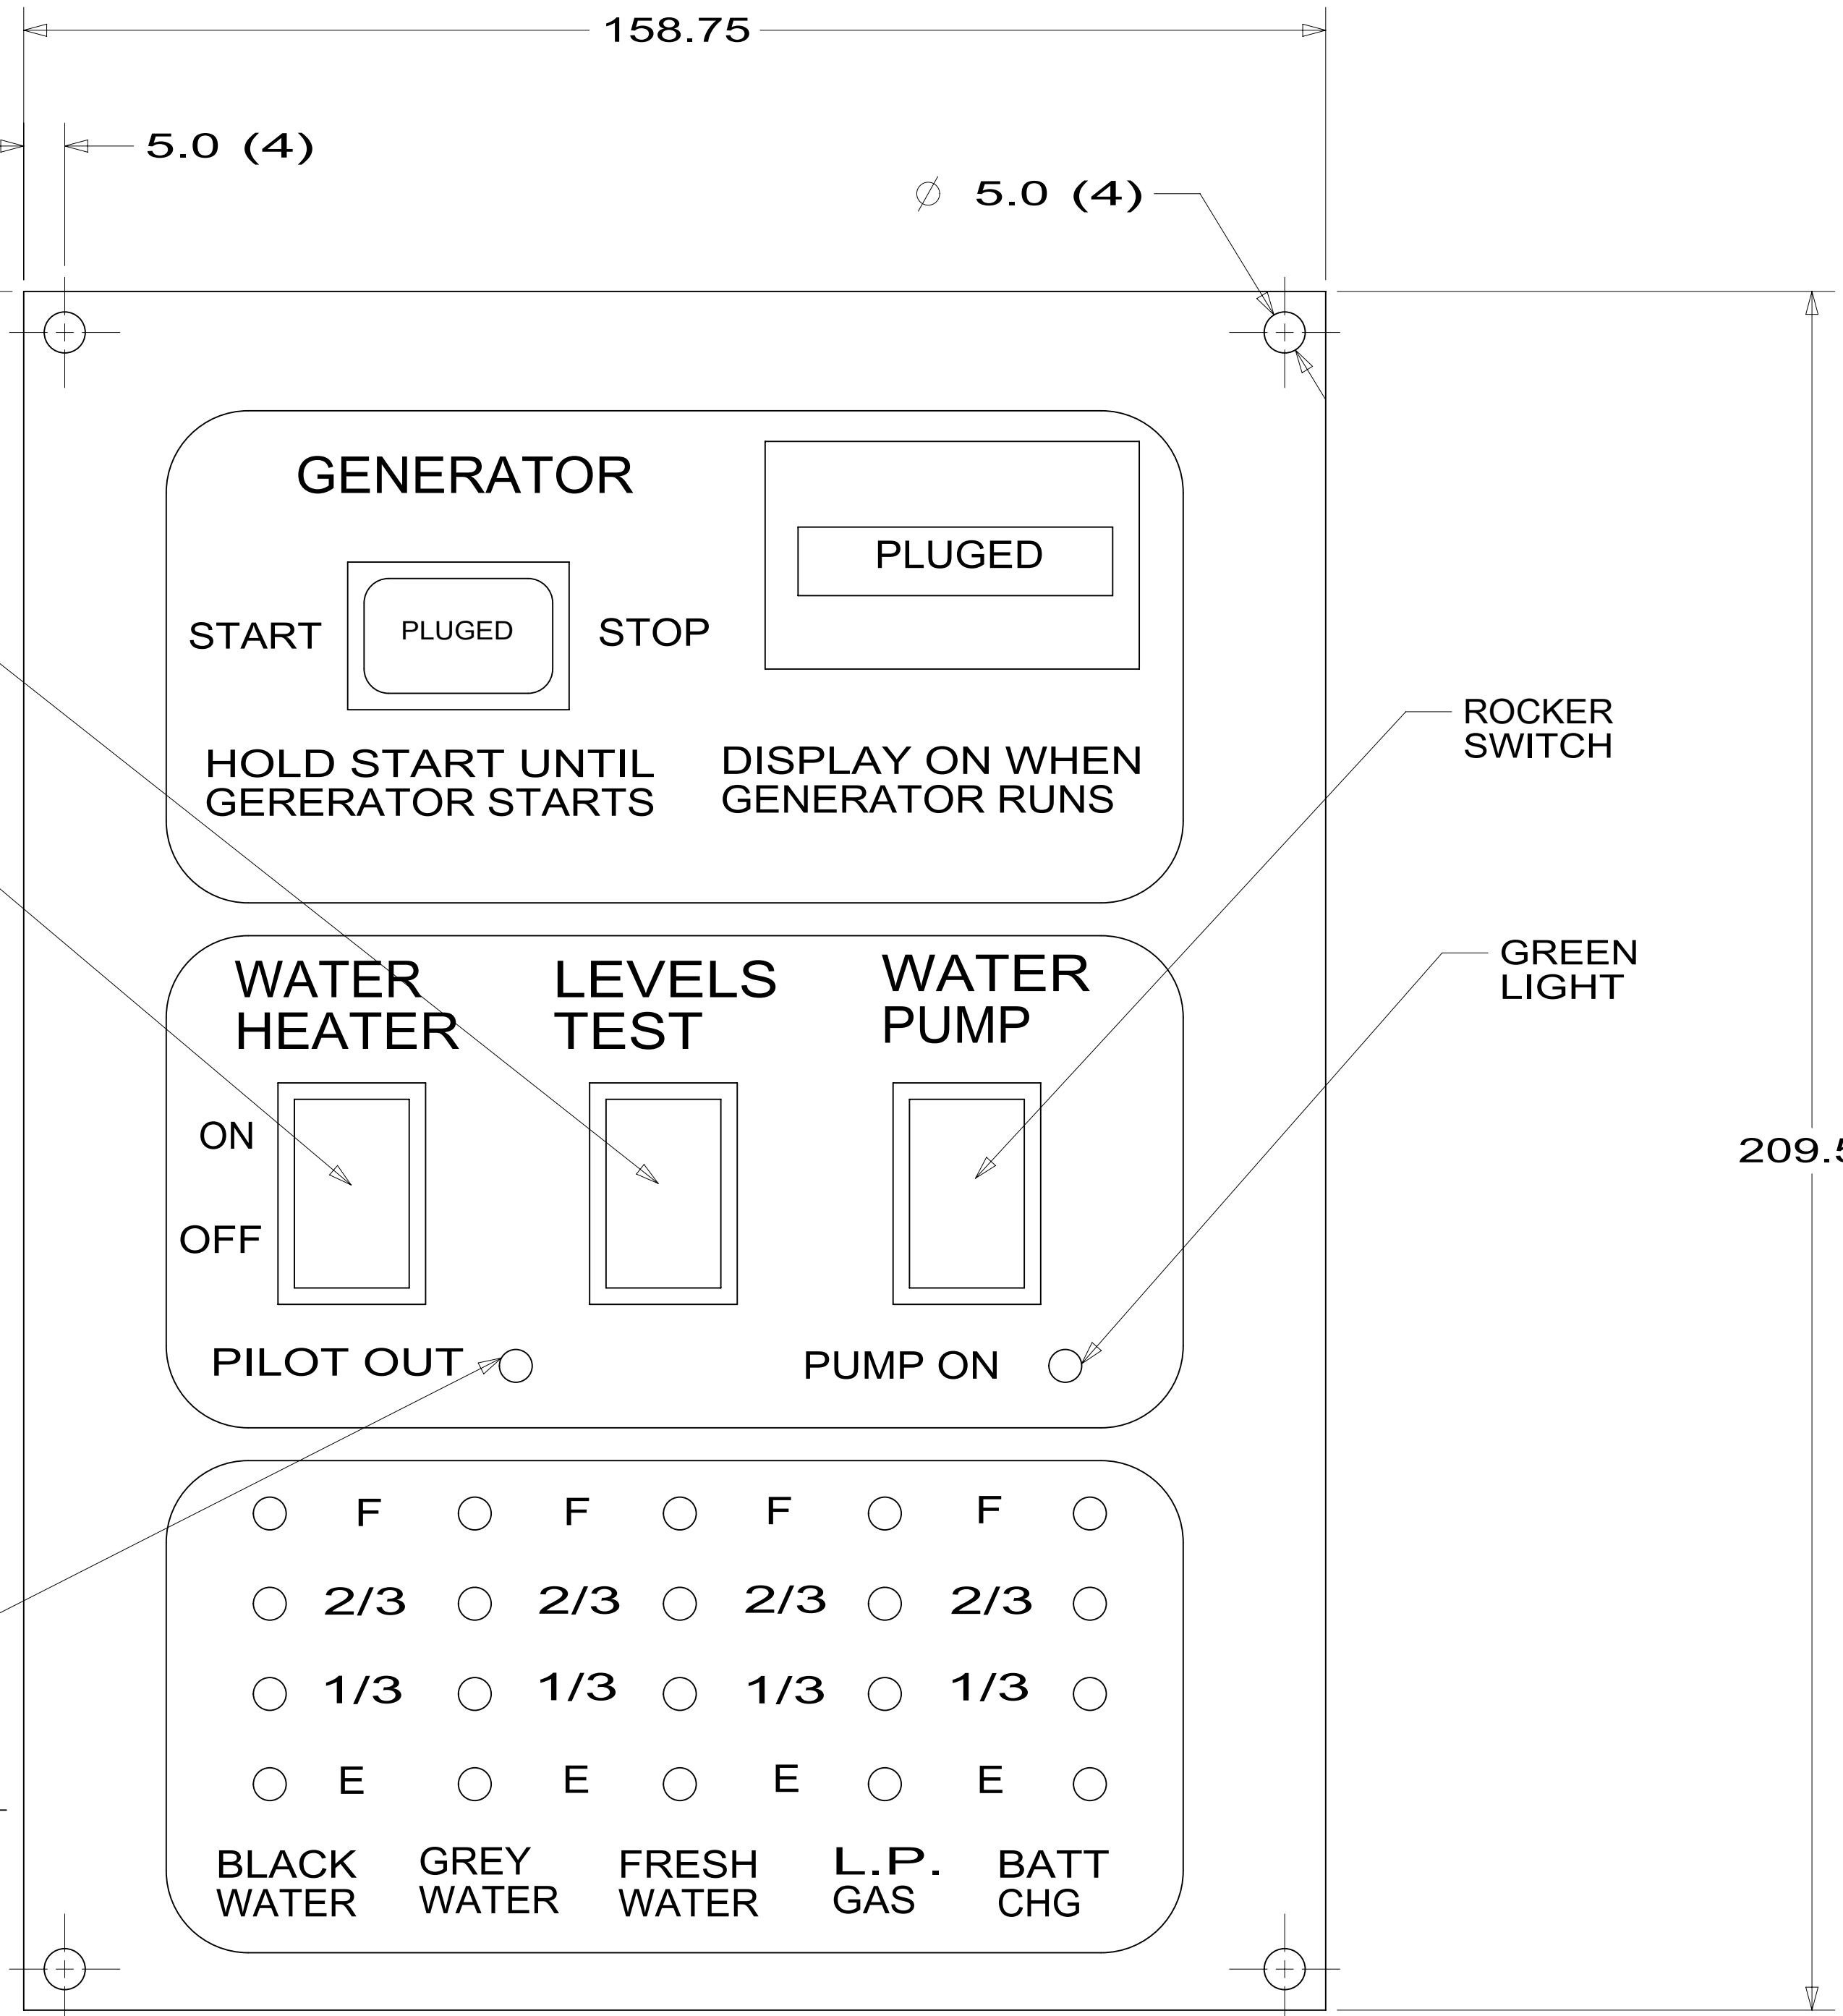 158.75
5.0 (4)
∅ 5.0 (4)
GENERATOR
PLUGED
START
PLUGED
STOP
HOLD START UNTIL
GERERATOR STARTS
DISPLAY ON WHEN
GENERATOR RUNS
ROCKER
SWITCH
GREEN
LIGHT
WATER
HEATER
LEVELS
TEST
WATER
PUMP
ON
OFF
209.5
PILOT OUT
PUMP ON
F F F F
2/3 2/3 2/3 2/3
1/3 1/3 1/3 1/3
E E E E
BLACK
WATER
GREY
WATER
FRESH
WATER
L.P.
GAS
BATT
CHG